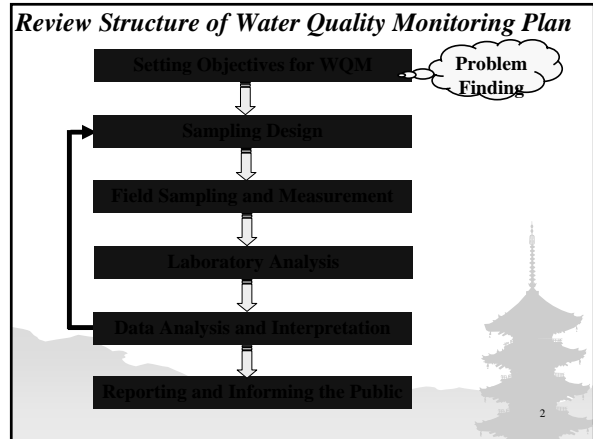 Review Structure of Water Quality Monitoring Plan
Setting Objectives for WQM
Problem
Finding
Sampling Design
Field Sampling and Measurement
Laboratory Analysis
Data Analysis and Interpretation
Reporting and Informing the Public
2